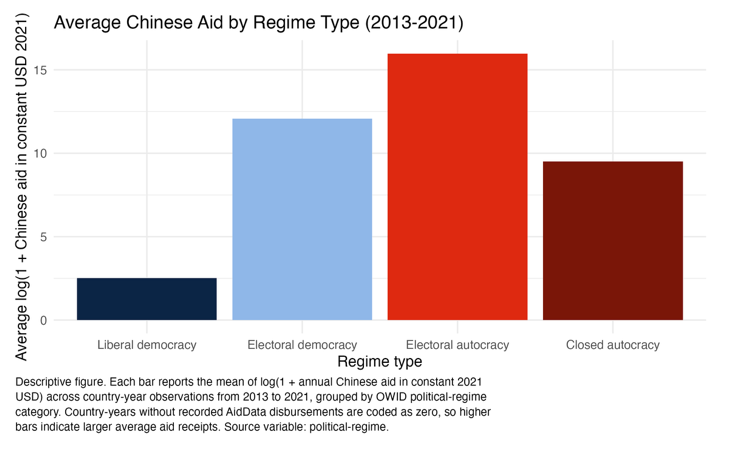 Average Chinese Aid by Regime Type (2013-2021)
Average log(1 + Chinese aid in constant USD 2021)
15
10
5
0
Liberal democracy
Electoral democracy
Electoral autocracy
Closed autocracy
Regime type
Descriptive figure. Each bar reports the mean of log(1 + annual Chinese aid in constant 2021
USD) across country-year observations from 2013 to 2021, grouped by OWID political-regime
category. Country-years without recorded AidData disbursements are coded as zero, so higher
bars indicate larger average aid receipts. Source variable: political-regime.